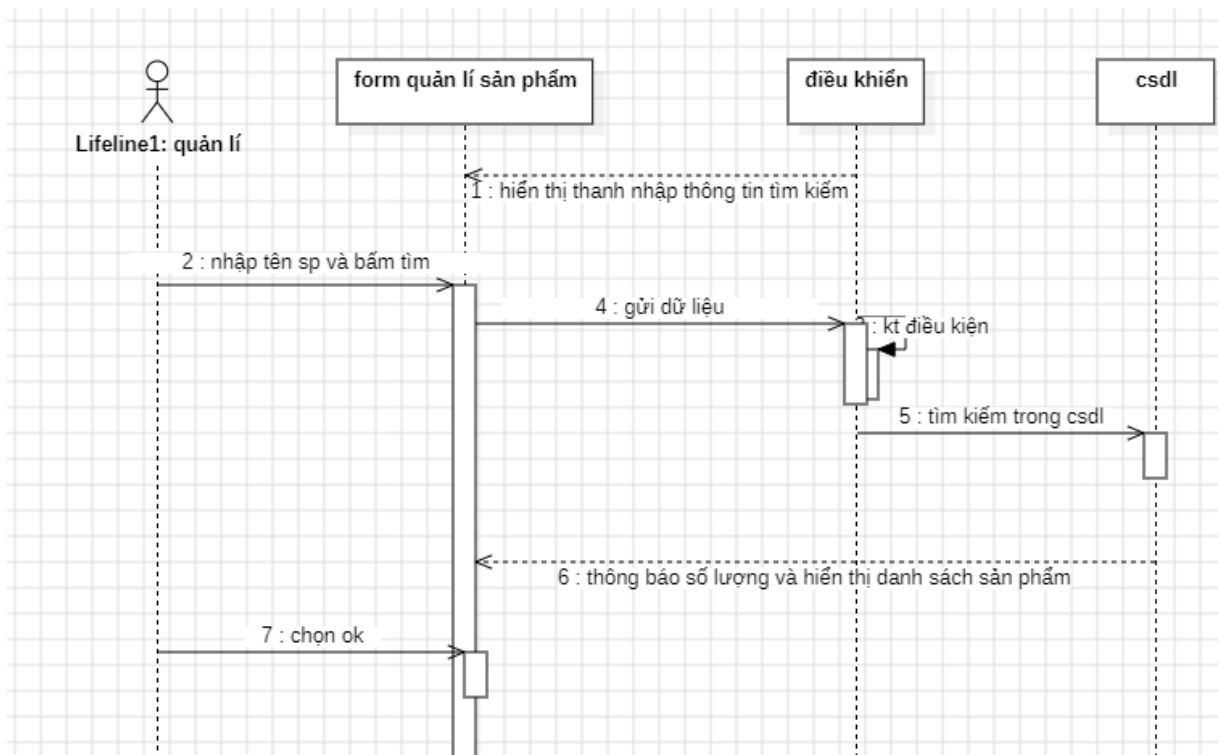 form quản lí sản phẩm
điều khiển
csdl
Lifeline1: quản lí
1 : hiển thị thanh nhập thông tin tìm kiếm
2 : nhập tên sp và bấm tìm
4 : gửi dữ liệu
: kt điều kiện
5 : tìm kiếm trong csdl
6 : thông báo số lượng và hiển thị danh sách sản phẩm
7 : chọn ok